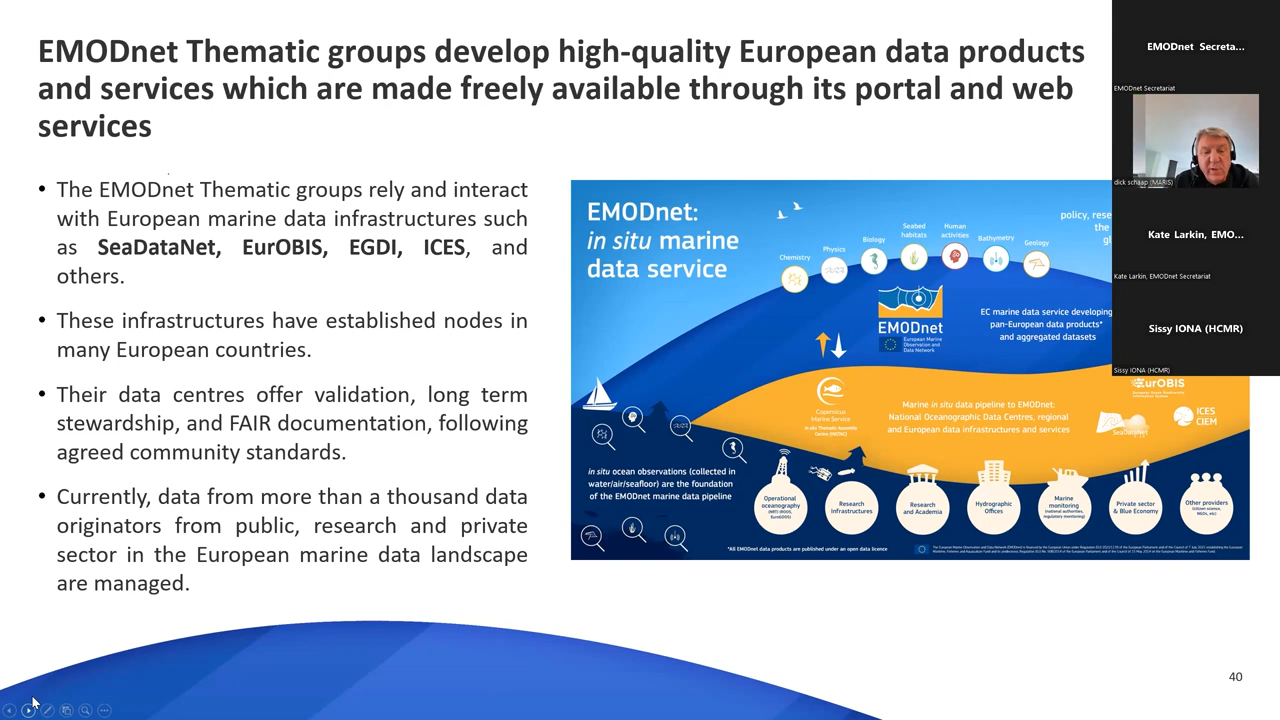 EMODnet Thematic groups develop high-quality European data products
and services which are made freely available through its portal and web
services
• The EMODnet Thematic groups rely and interact
with European marine data infrastructures such
as SeaDataNet, EurOBIS, EGDI, ICES, and
others.
• These infrastructures have established nodes in
many European countries.
• Their data centres offer validation, long term
stewardship, and FAIR documentation, following
agreed community standards.
• Currently, data from more than a thousand data
originators from public, research and private
sector in the European marine data landscape
are managed.
EMODnet:
in situ marine
data service
Chemistry
Physics
Biology
Seabed
habitats
Human
activities
Bathymetry
Geology
policy, rese
the
gl
EMODnet
European Marine
Observation and
Data Network
EC marine data service developing
pan-European data products*
and aggregated datasets
Copernicus
Marine Service
In situ Thematic Assembly
Centre (INSTAC)
Marine in situ data pipeline to EMODnet:
National Oceanographic Data Centres, regional
and European data infrastructures and services
EurOBIS
SeaDataNet
ICES
CIEM
in situ ocean observations (collected in
water/air/seafloor) are the foundation
of the EMODnet marine data pipeline
Operational
oceanography
Research
Infrastructures
Research
and Academia
Hydrographic
Offices
Marine
monitoring
(national authorities,
regulatory monitoring)
Private sector
& Blue Economy
Other providers
(citizen science,
NGOs, etc)
*All EMODnet data products are published under an open data licence
40
EMODnet Secreta...
EMODnet Secretariat
dick schaap (MARIS)
Kate Larkin, EMO...
Kate Larkin, EMODnet Secretariat
Sissy IONA (HCMR)
Sissy IONA (HCMR)